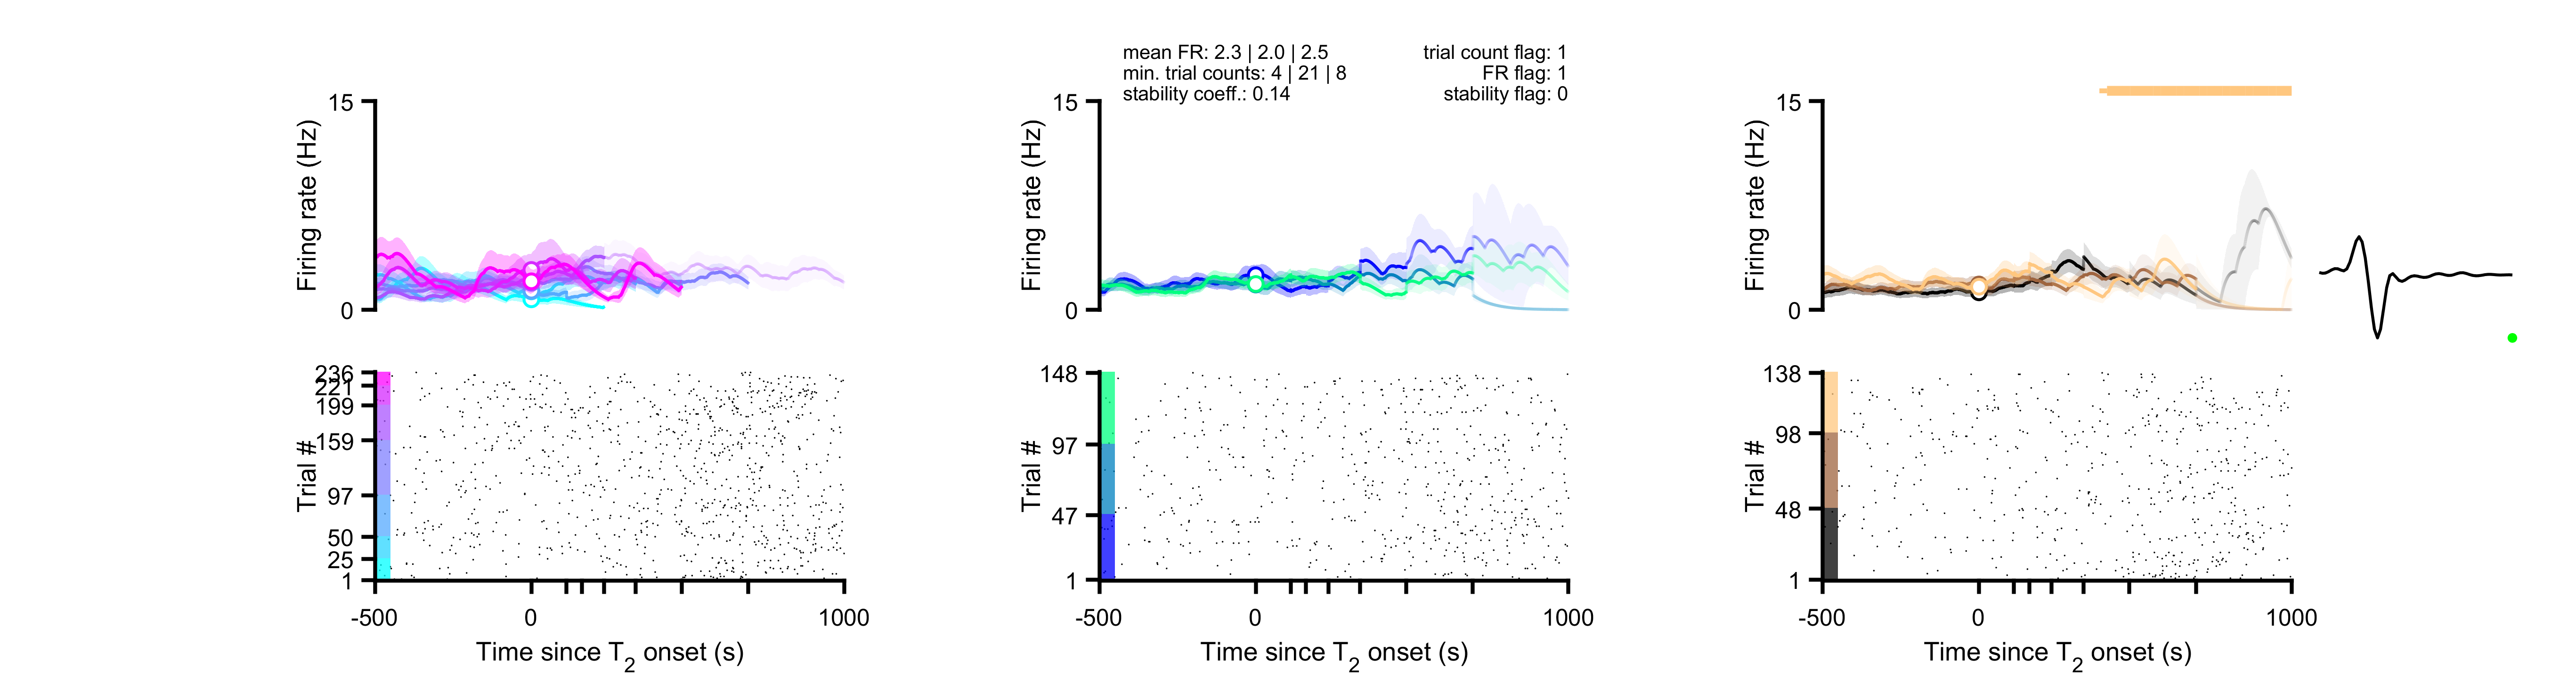 mean FR: 2.3 | 2.0 | 2.5
min. trial counts: 4 | 21 | 8
stability coeff.: 0.14
trial count flag: 1
FR flag: 1
stability flag: 0
15
Firing rate (Hz)
0
236
221
199
159
97
50
25
1
Trial #
-500
0
1000
Time since T2 onset (s)
15
Firing rate (Hz)
0
148
97
47
1
Trial #
-500
0
1000
Time since T2 onset (s)
15
Firing rate (Hz)
0
138
98
48
1
Trial #
-500
0
1000
Time since T2 onset (s)